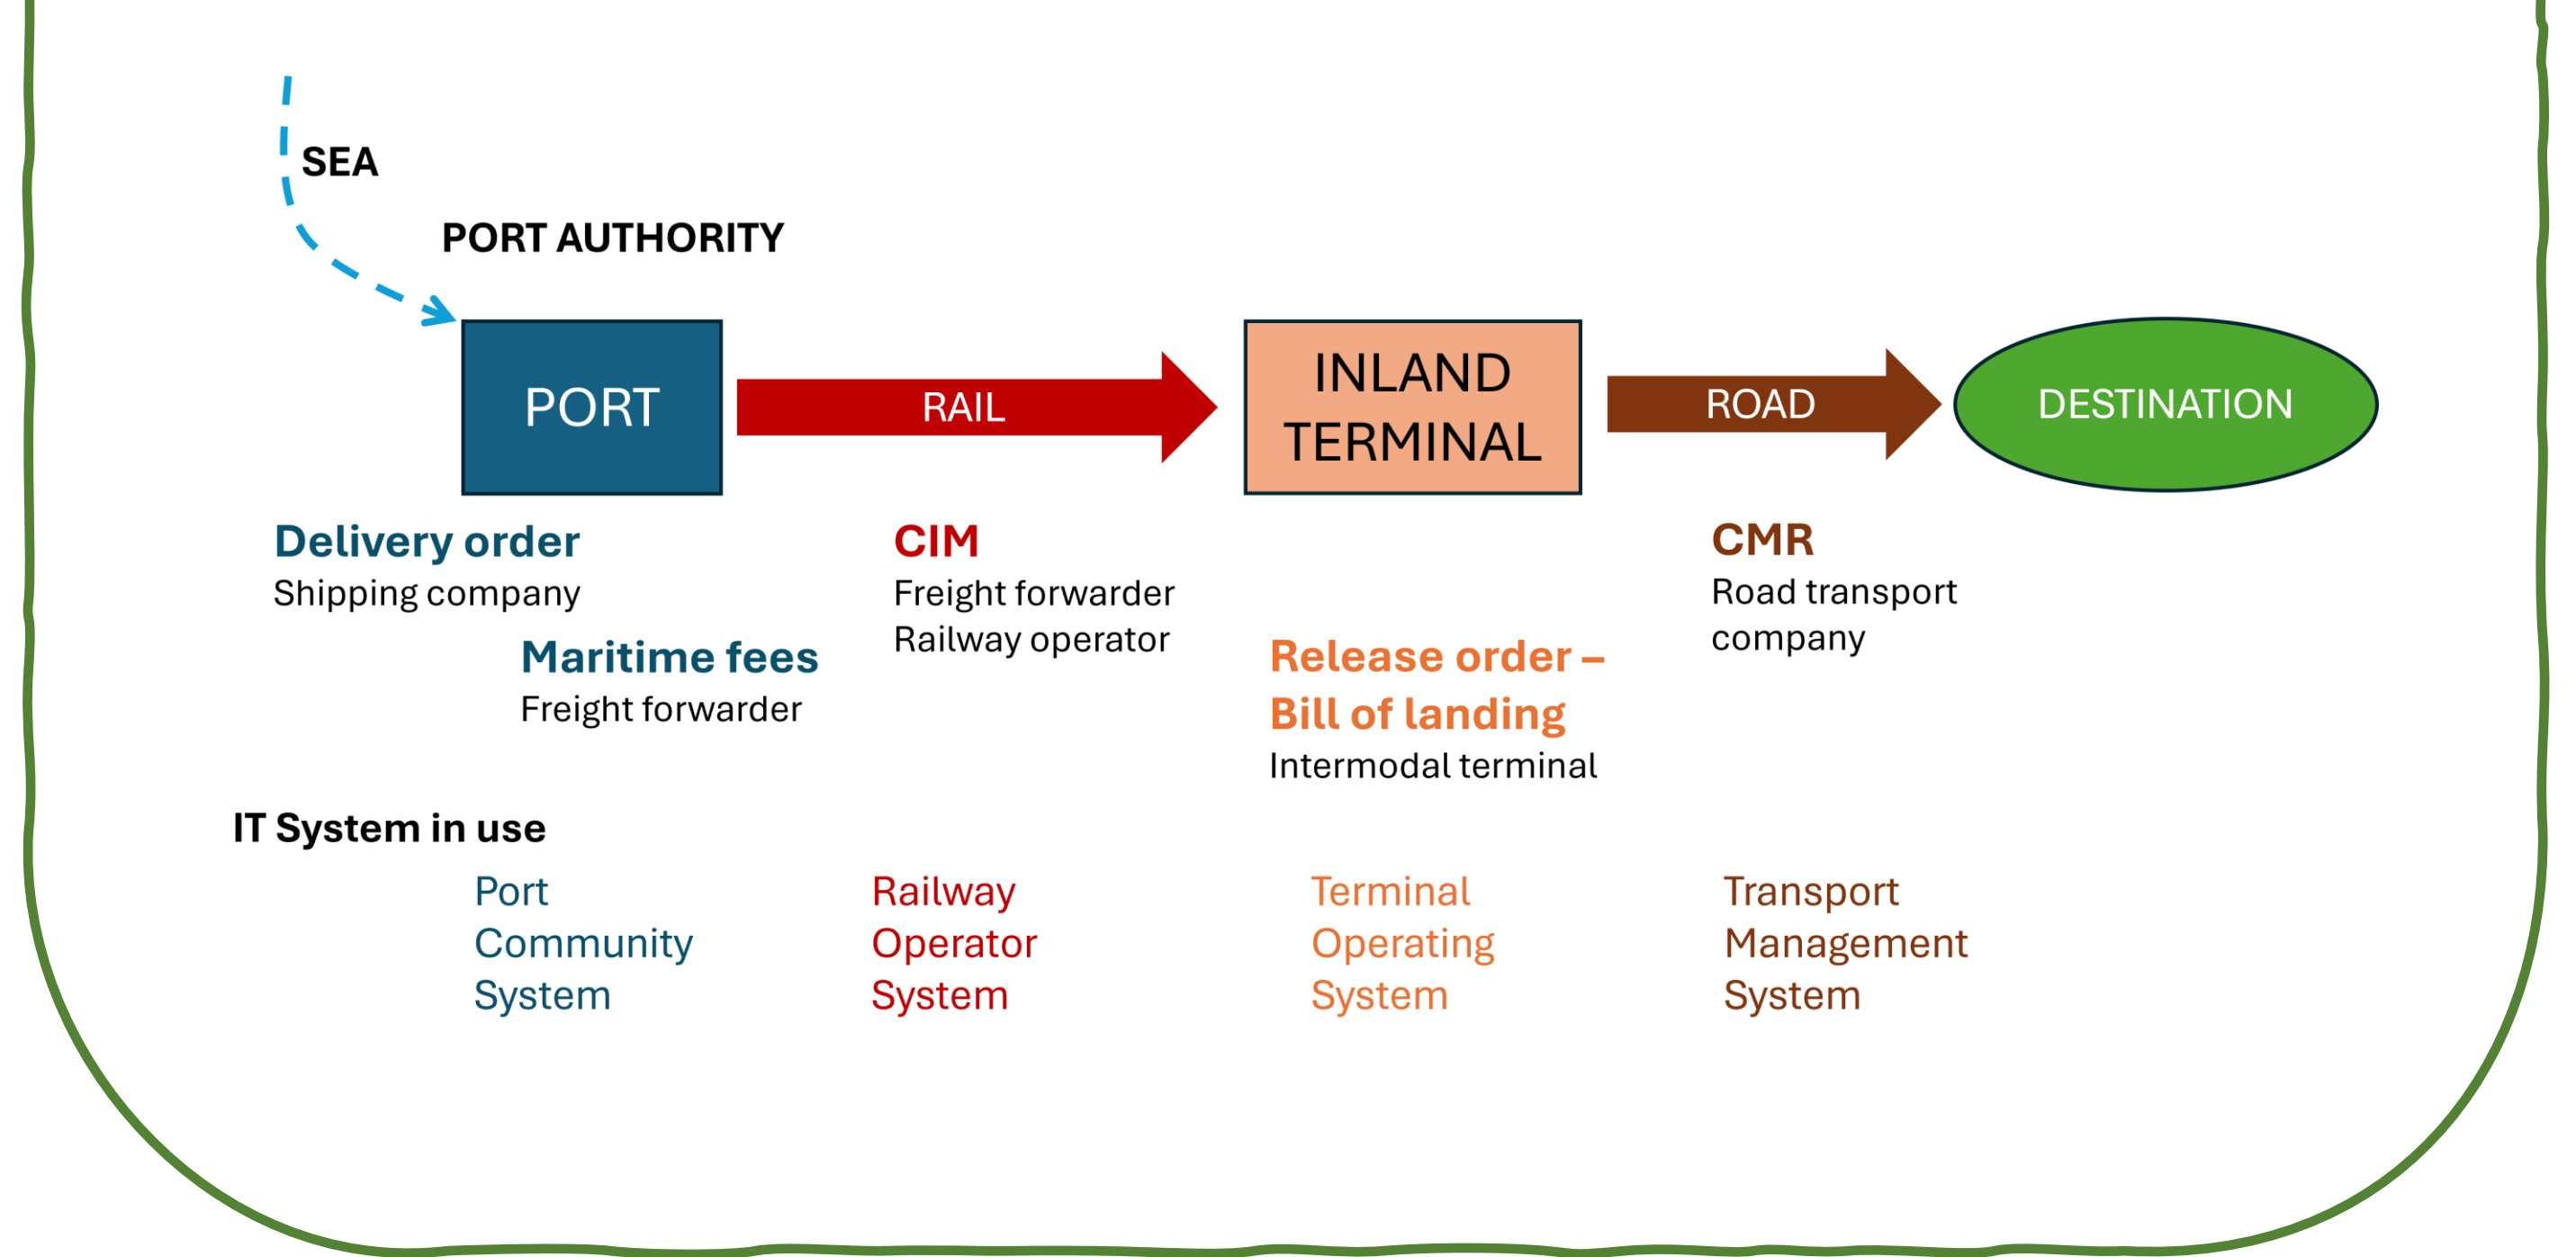 SEA
PORT AUTHORITY
PORT
RAIL
INLAND
TERMINAL
ROAD
DESTINATION
Delivery order
Shipping company
Maritime fees
Freight forwarder
CIM
Freight forwarder
Railway operator
Release order –
Bill of landing
Intermodal terminal
CMR
Road transport
company
IT System in use
Port
Community
System
Railway
Operator
System
Terminal
Operating
System
Transport
Management
System